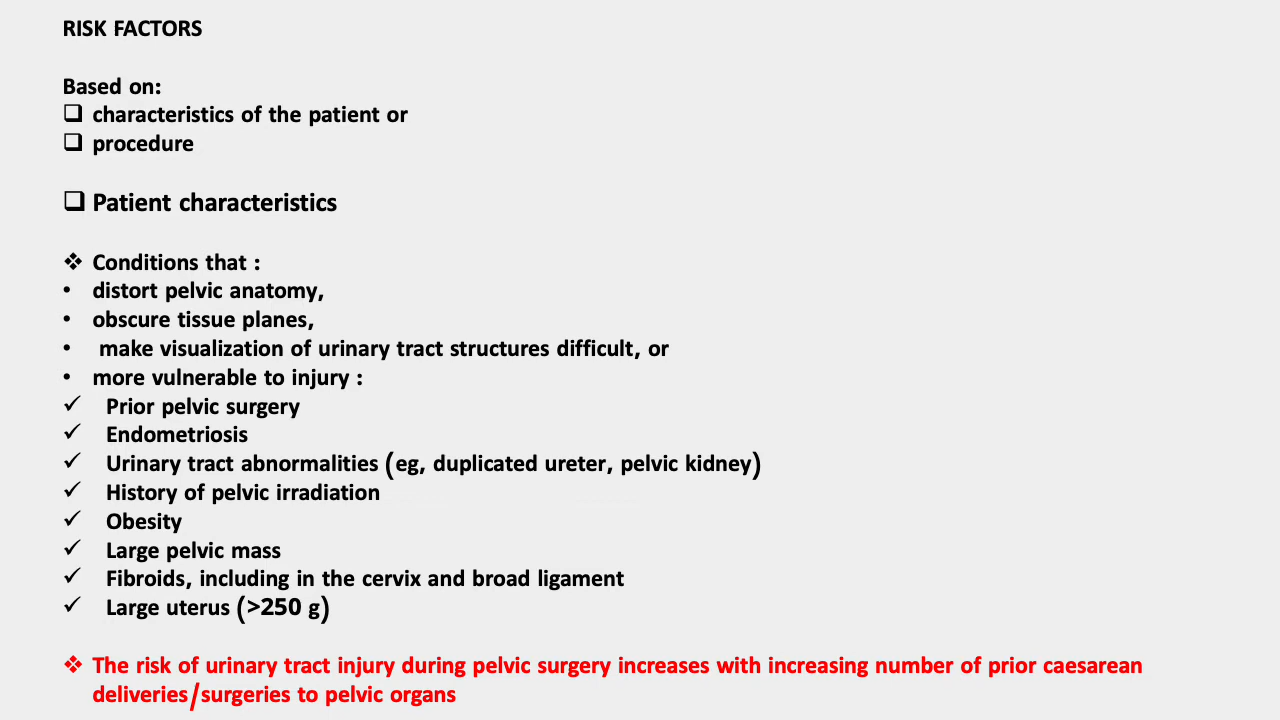 RISK FACTORS
Based on:
❑ characteristics of the patient or
❑ procedure
❑ Patient characteristics
❖ Conditions that :
• distort pelvic anatomy,
• obscure tissue planes,
• make visualization of urinary tract structures difficult, or
• more vulnerable to injury :
✓ Prior pelvic surgery
✓ Endometriosis
✓ Urinary tract abnormalities (eg, duplicated ureter, pelvic kidney)
✓ History of pelvic irradiation
✓ Obesity
✓ Large pelvic mass
✓ Fibroids, including in the cervix and broad ligament
✓ Large uterus (>250 g)
❖ The risk of urinary tract injury during pelvic surgery increases with increasing number of prior caesarean
deliveries/surgeries to pelvic organs